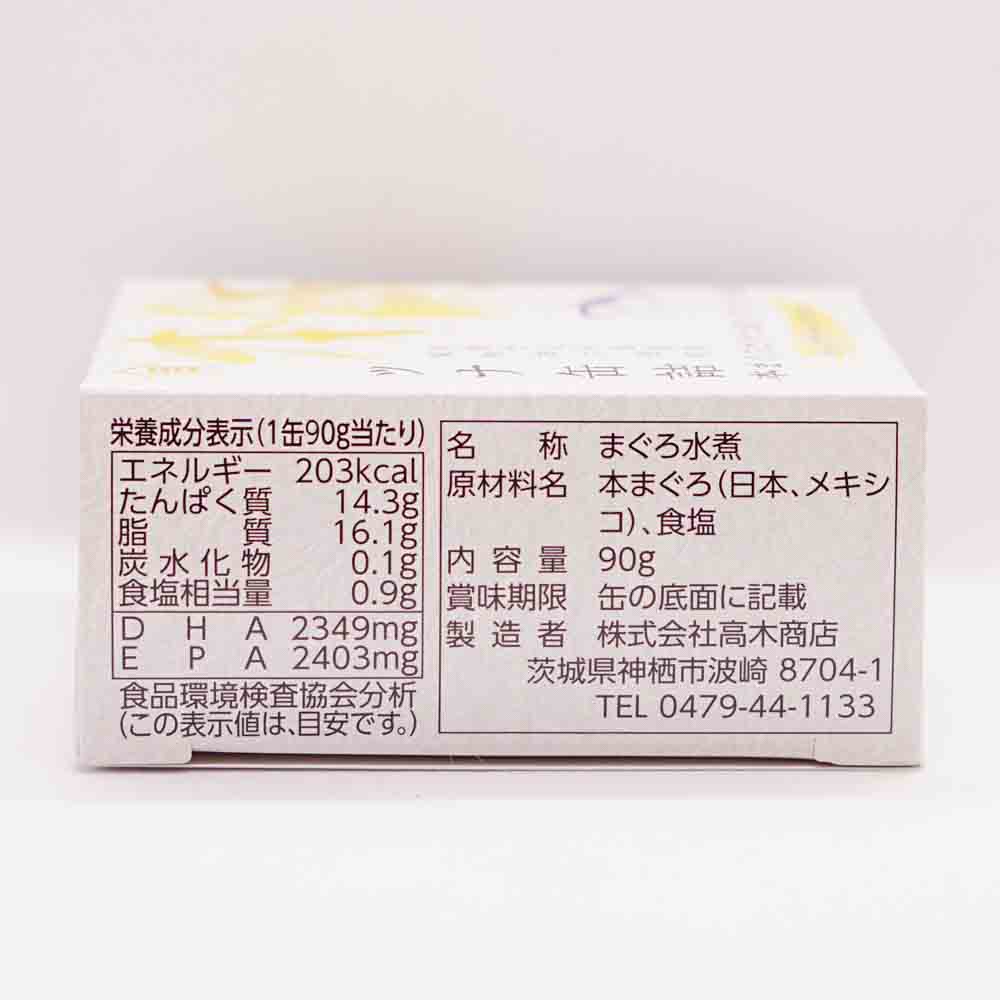 ツナ缶詰
栄養成分表示(1缶90g当たり)
エネルギー 203kcal
たんぱく質 14.3g
脂質 16.1g
炭水化物 0.1g
食塩相当量 0.9g
DHA 2349mg
EPA 2403mg
食品環境検査協会分析
(この表示値は、目安です。)
名称 まぐろ水煮
原材料名 本まぐろ(日本、メキシ
コ)、食塩
内容量 90g
賞味期限 缶の底面に記載
製造者 株式会社高木商店
茨城県神栖市波崎 8704-1
TEL 0479-44-1133